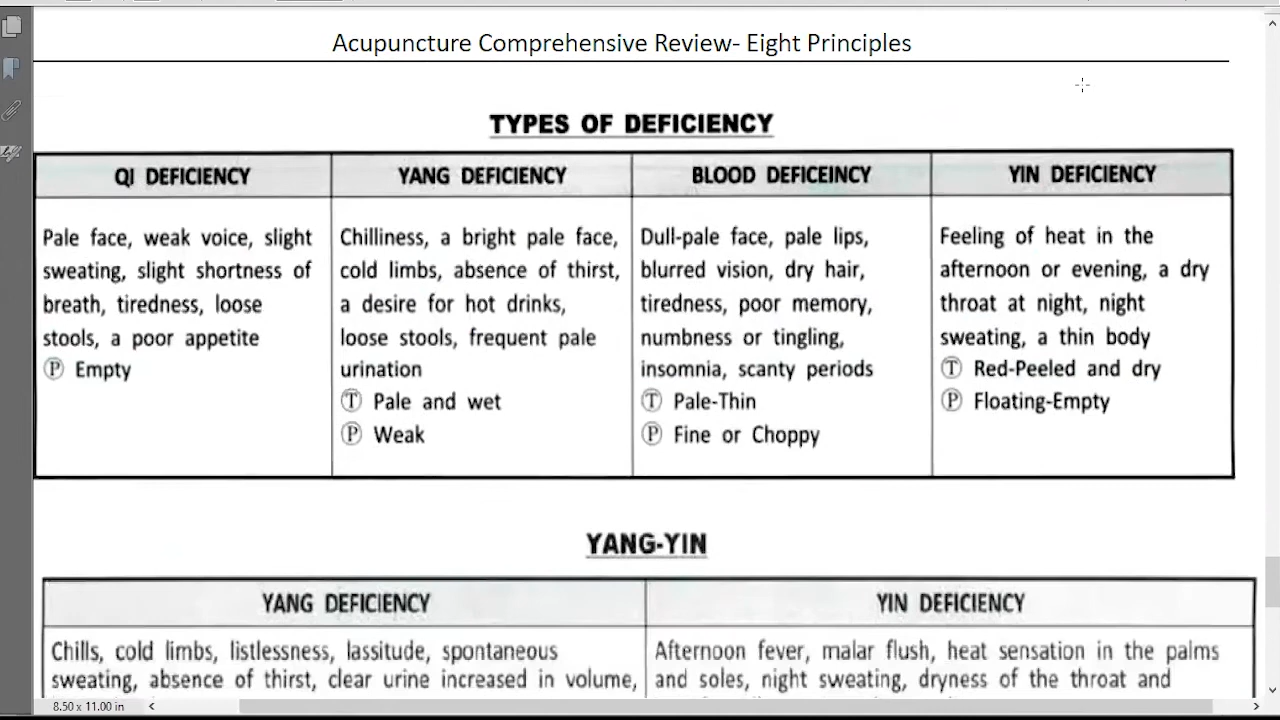 Acupuncture Comprehensive Review- Eight Principles
TYPES OF DEFICIENCY
QI DEFICIENCY
Pale face, weak voice, slight
sweating, slight shortness of
breath, tiredness, loose
stools, a poor appetite
Ⓟ Empty
YANG DEFICIENCY
Chilliness, a bright pale face,
cold limbs, absence of thirst,
a desire for hot drinks,
loose stools, frequent pale
urination
Ⓣ Pale and wet
Ⓟ Weak
BLOOD DEFICEINCY
Dull-pale face, pale lips,
blurred vision, dry hair,
tiredness, poor memory,
numbness or tingling,
insomnia, scanty periods
Ⓣ Pale-Thin
Ⓟ Fine or Choppy
YIN DEFICIENCY
Feeling of heat in the
afternoon or evening, a dry
throat at night, night
sweating, a thin body
Ⓣ Red-Peeled and dry
Ⓟ Floating-Empty
YANG-YIN
YANG DEFICIENCY
Chills, cold limbs, listlessness, lassitude, spontaneous
sweating, absence of thirst, clear urine increased in volume,
YIN DEFICIENCY
Afternoon fever, malar flush, heat sensation in the palms
and soles, night sweating, dryness of the throat and
8.50 x 11.00 in